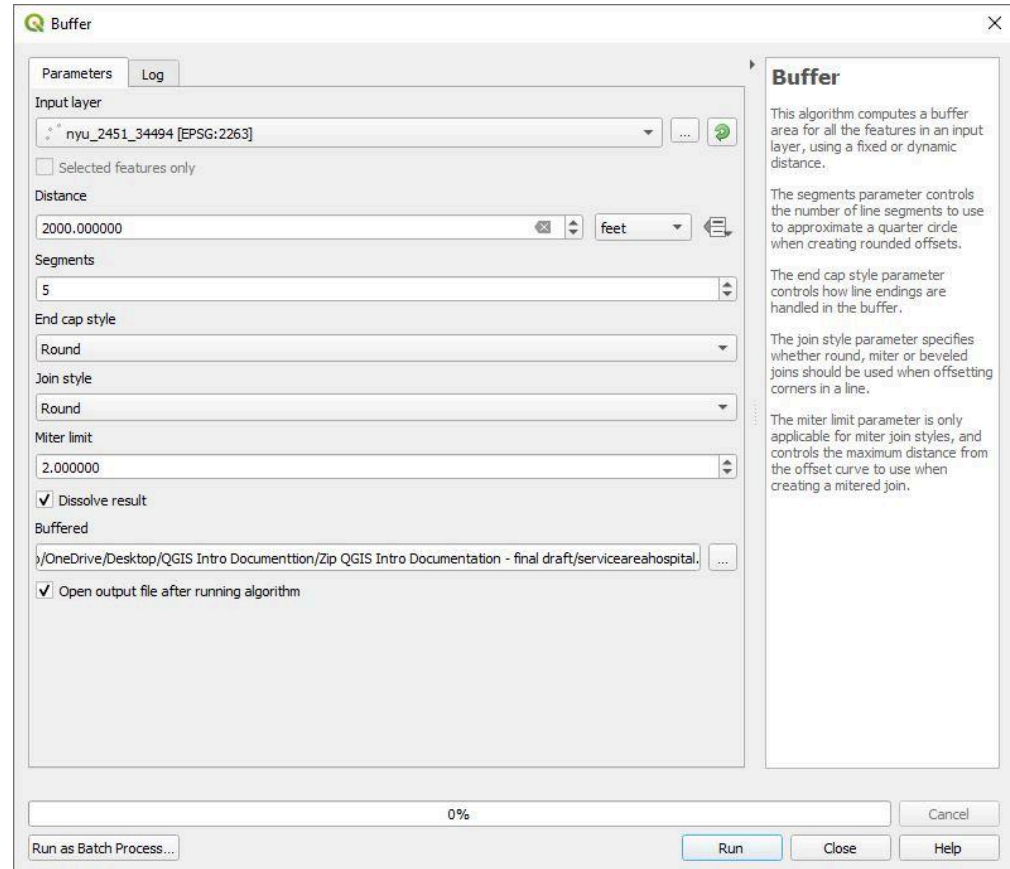 Buffer
Parameters
Log
Input layer
nyu_2451_34494 [EPSG:2263]
...
Selected features only
Distance
2000.000000
feet
Segments
5
End cap style
Round
Join style
Round
Miter limit
2.000000
Dissolve result
Buffered
/OneDrive/Desktop/QGIS Intro Documenttion/Zip QGIS Intro Documentation - final draft/serviceareahospital.
...
Open output file after running algorithm
Buffer
This algorithm computes a buffer
area for all the features in an input
layer, using a fixed or dynamic
distance.
The segments parameter controls
the number of line segments to use
to approximate a quarter circle
when creating rounded offsets.
The end cap style parameter
controls how line endings are
handled in the buffer.
The join style parameter specifies
whether round, miter or beveled
joins should be used when offsetting
corners in a line.
The miter limit parameter is only
applicable for miter join styles, and
controls the maximum distance from
the offset curve to use when
creating a mitered join.
0%
Cancel
Run as Batch Process...
Run
Close
Help